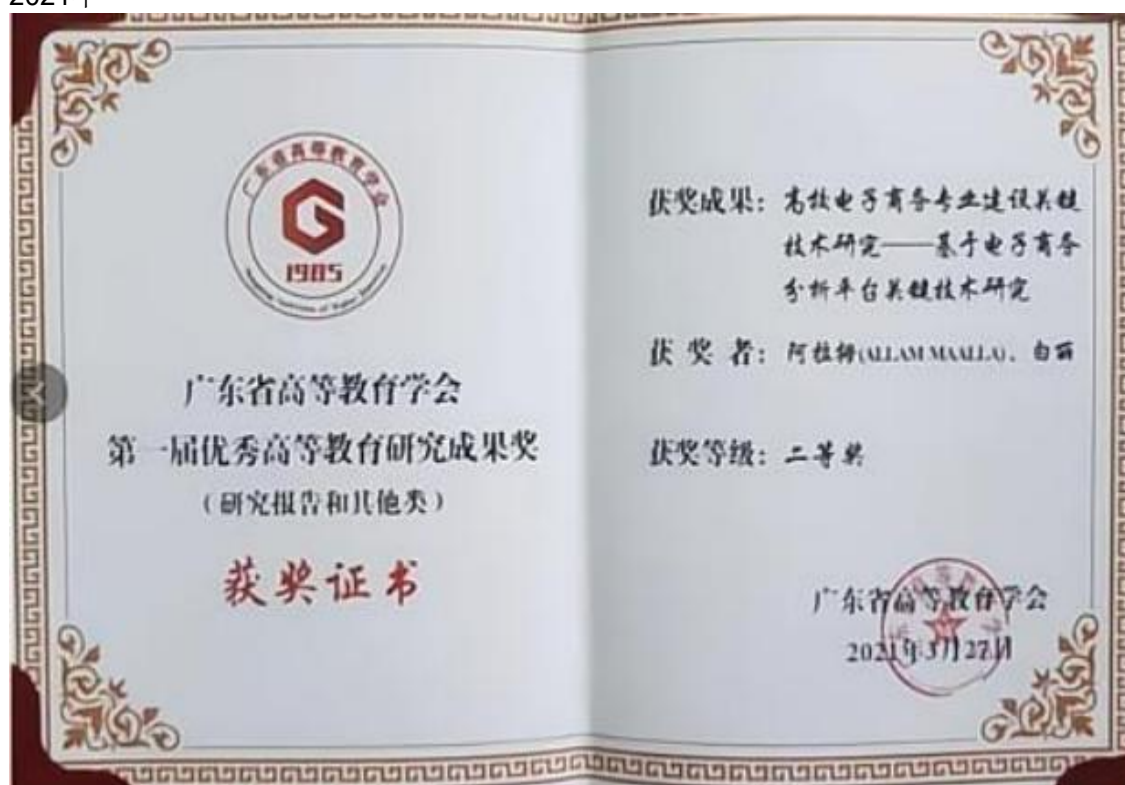 2021
广东省高等教育学会
1985
广东省高等教育学会
第一届优秀高等教育研究成果奖
（研究报告和其他类）
获奖证书
获奖成果：高校电子商务专业建设关键
技术研究——基于电子商务
分析平台关键技术研究
获 奖 者：阿拉姆(ALLAM MAALLA)、白丽
获奖等级：二等奖
广东省高等教育学会
2021年3月27日